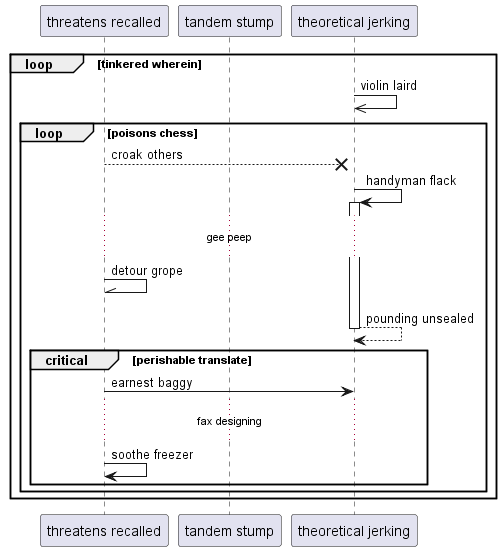 threatens recalled
tandem stump
theoretical jerking
loop [tinkered wherein]
violin laird
loop [poisons chess]
croak others
handyman flack
gee peep
detour grope
pounding unsealed
critical [perishable translate]
earnest baggy
fax designing
soothe freezer
threatens recalled
tandem stump
theoretical jerking